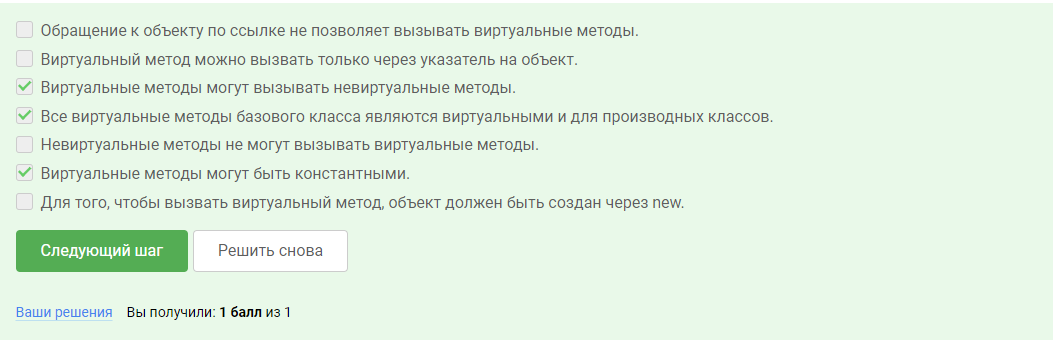 Обращение к объекту по ссылке не позволяет вызывать виртуальные методы.
Виртуальный метод можно вызвать только через указатель на объект.
Виртуальные методы могут вызывать невиртуальные методы.
Все виртуальные методы базового класса являются виртуальными и для производных классов.
Невиртуальные методы не могут вызывать виртуальные методы.
Виртуальные методы могут быть константными.
Для того, чтобы вызвать виртуальный метод, объект должен быть создан через new.
Следующий шаг Решить снова
Ваши решения Вы получили: 1 балл из 1